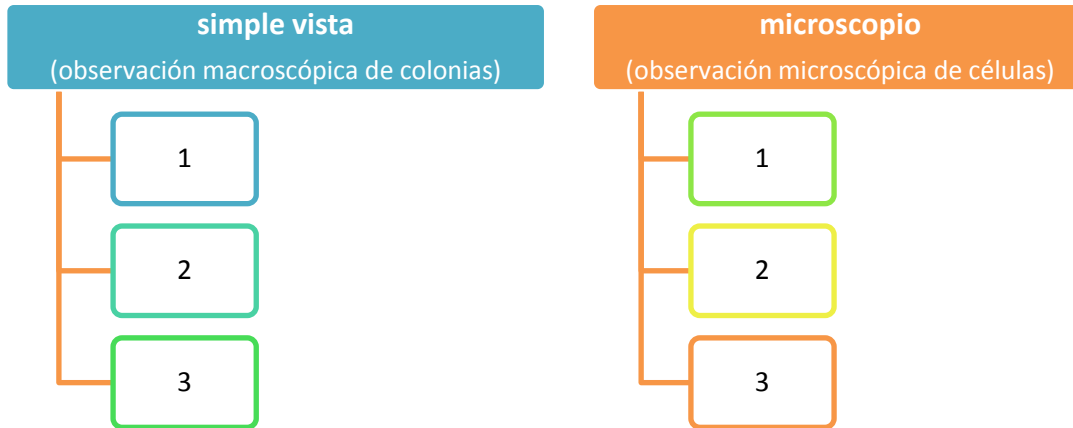 simple vista
(observación macroscópica de colonias)
1
2
3
microscopio
(observación microscópica de células)
1
2
3